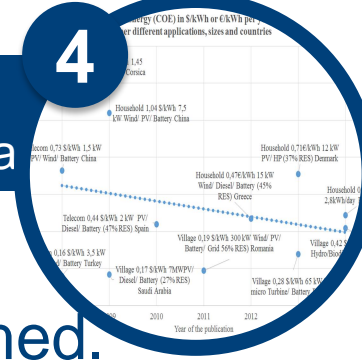 4
ergy (COE) in $/kWh or €/kWh per y
er different applications, sizes and countries
1,45
Corsica
Household 1,04 $/kWh 7,5
kW Wind/ PV/ Battery China
a
elecom 0,73 $/kWh 1,5 kW
PV/ Wind/ Battery China
Household 0,71€/kWh 12 kW
PV/ HP (37% RES) Denmark
Household 0,47€/kWh 15 kW
Wind/ Diesel/ Battery (45%
RES) Greece
Household 0
2,8kWh/day
Telecom 0,44 $/kWh 2 kW PV/
Diesel/ Battery (47% RES) Spain
Village 0,19 $/kWh 300 kW Wind/ PV/
Battery/ Grid 56% RES) Romania
Village 0,42
Hydro/Biod
0,16 $/kWh 3,5 kW
Battery Turkey
Village 0,17 $/kWh 7MWPV/
Diesel/ Battery (27% RES)
Saudi Arabia
Village 0,28 $/kWh 65 kW
micro Turbine/ Battery
009 2010 2011 2012
Year of the publication
ned.